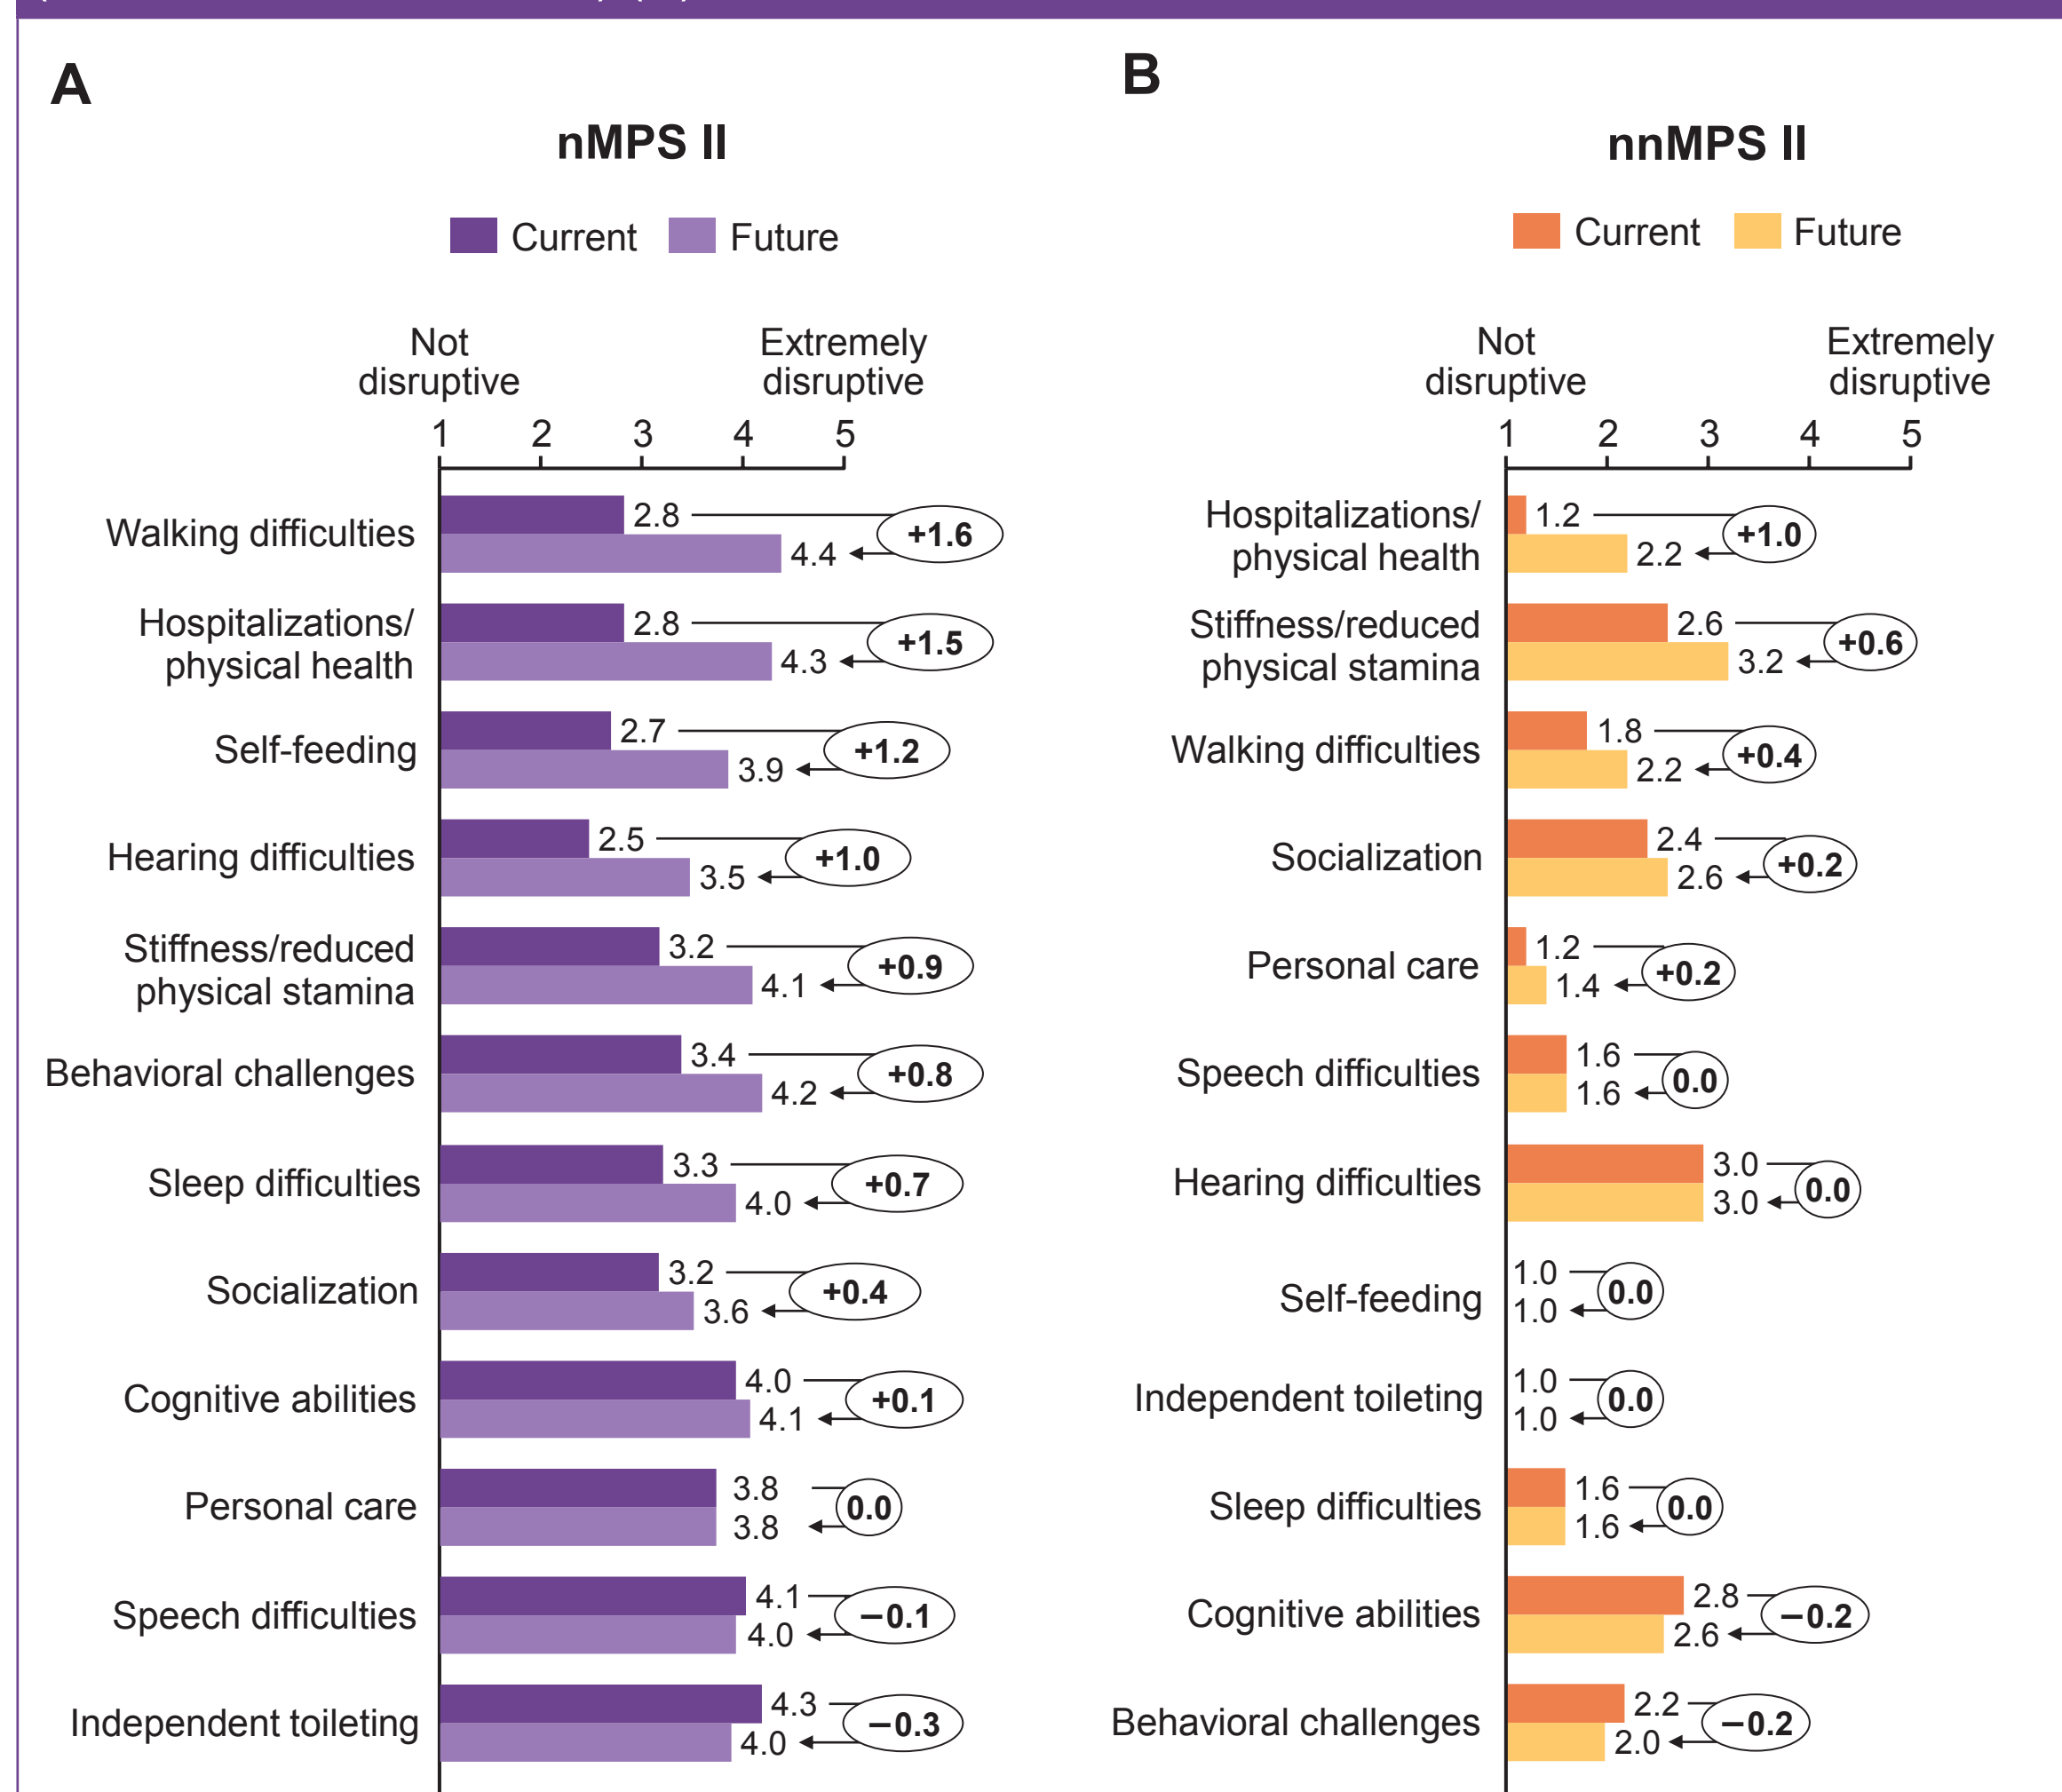 A
nMPS II
Current Future
Not disruptive
Extremely disruptive
1 2 3 4 5
Walking difficulties
2.8
4.4
+1.6
Hospitalizations/
physical health
2.8
4.3
+1.5
Self-feeding
2.7
3.9
+1.2
Hearing difficulties
2.5
3.5
+1.0
Stiffness/reduced
physical stamina
3.2
4.1
+0.9
Behavioral challenges
3.4
4.2
+0.8
Sleep difficulties
3.3
4.0
+0.7
Socialization
3.2
3.6
+0.4
Cognitive abilities
4.0
4.1
+0.1
Personal care
3.8
3.8
0.0
Speech difficulties
4.1
4.0
−0.1
Independent toileting
4.3
4.0
−0.3
B
nnMPS II
Current Future
Not disruptive
Extremely disruptive
1 2 3 4 5
Hospitalizations/
physical health
1.2
2.2
+1.0
Stiffness/reduced
physical stamina
2.6
3.2
+0.6
Walking difficulties
1.8
2.2
+0.4
Socialization
2.4
2.6
+0.2
Personal care
1.2
1.4
+0.2
Speech difficulties
1.6
1.6
0.0
Hearing difficulties
3.0
3.0
0.0
Self-feeding
1.0
1.0
0.0
Independent toileting
1.0
1.0
0.0
Sleep difficulties
1.6
1.6
0.0
Cognitive abilities
2.8
2.6
−0.2
Behavioral challenges
2.2
2.0
−0.2